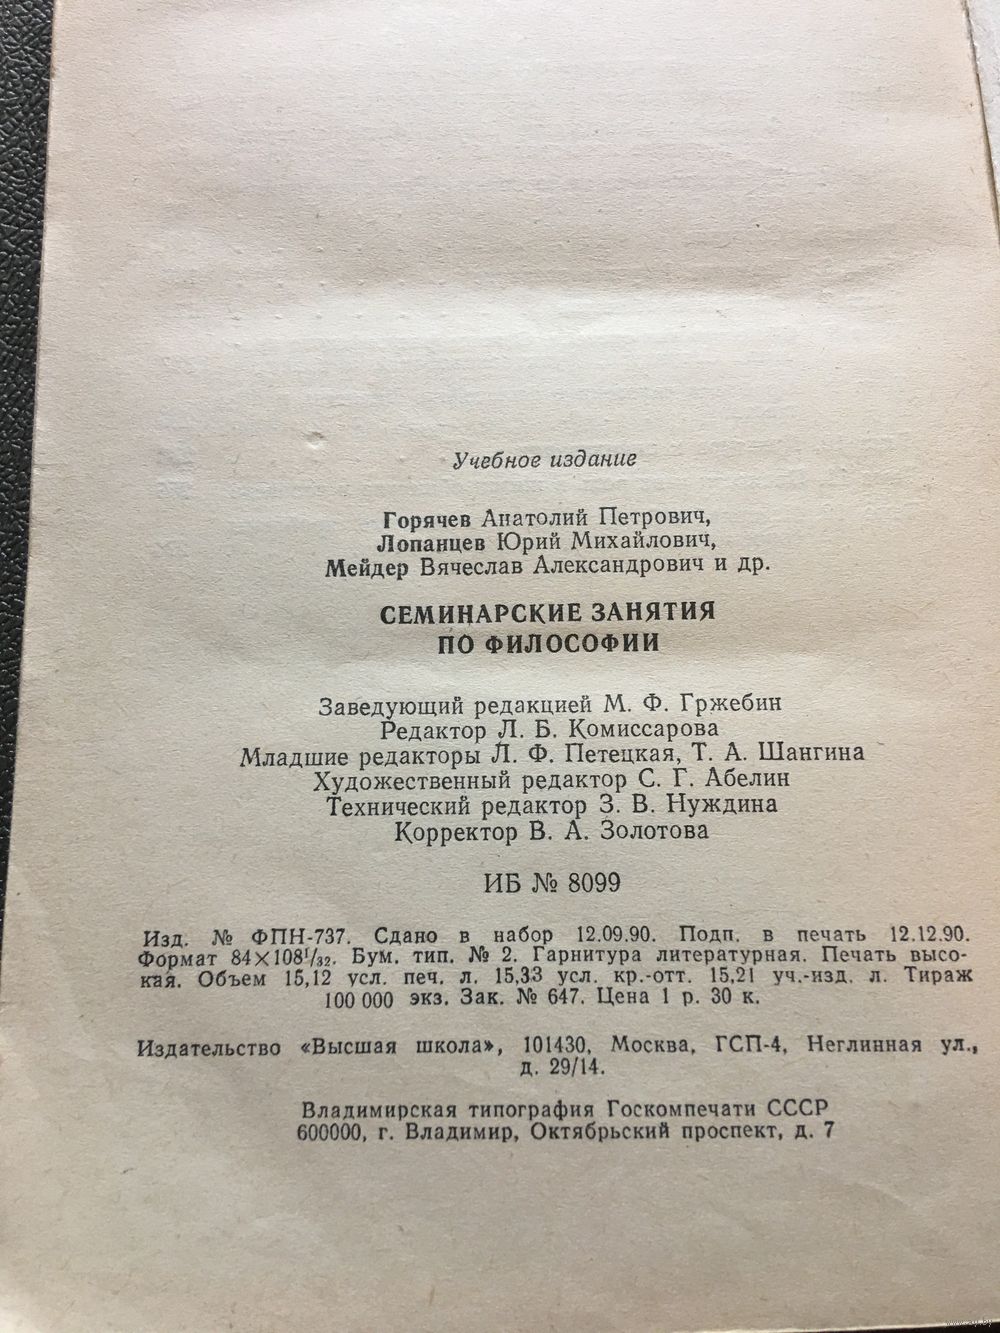 Учебное издание
Горячев Анатолий Петрович,
Лопанцев Юрий Михайлович,
Мейдер Вячеслав Александрович и др.
СЕМИНАРСКИЕ ЗАНЯТИЯ
ПО ФИЛОСОФИИ
Заведующий редакцией М. Ф. Гржебин
Редактор Л. Б. Комиссарова
Младшие редакторы Л. Ф. Петецкая, Т. А. Шангина
Художественный редактор С. Г. Абелин
Технический редактор З. В. Нуждина
Корректор В. А. Золотова
ИБ № 8099
Изд. № ФПН-737. Сдано в набор 12.09.90. Подп. в печать 12.12.90.
Формат 84×108¹/₃₂. Бум. тип. № 2. Гарнитура литературная. Печать высо-
кая. Объем 15,12 усл. печ. л. 15,33 усл. кр.-отт. 15,21 уч.-изд. л. Тираж
100 000 экз. Зак. № 647. Цена 1 р. 30 к.
Издательство «Высшая школа», 101430, Москва, ГСП-4, Неглинная ул.,
д. 29/14.
Владимирская типография Госкомпечати СССР
600000, г. Владимир, Октябрьский проспект, д. 7